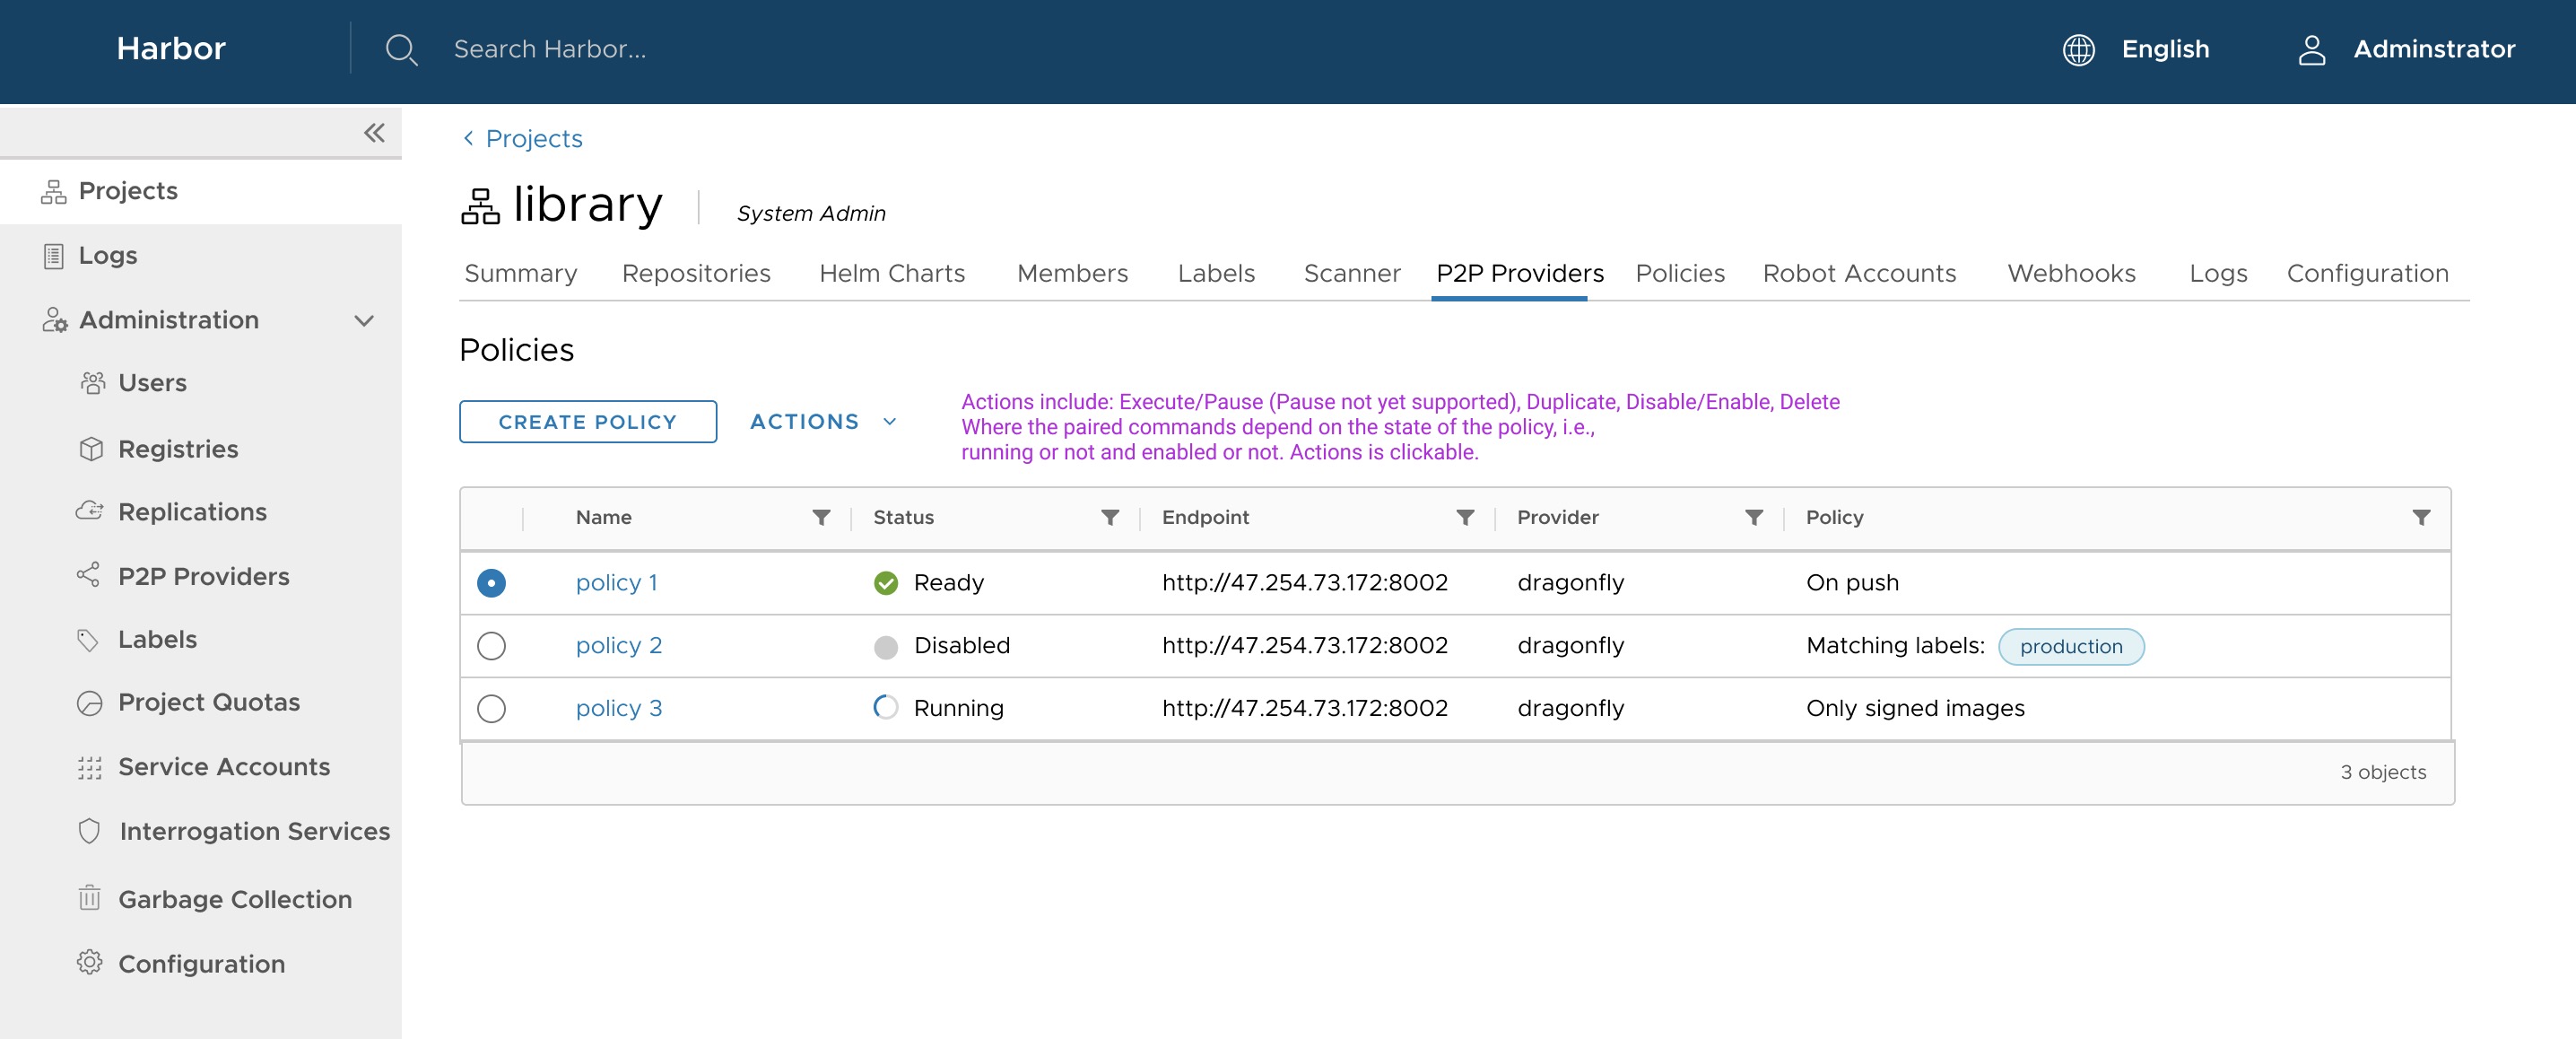 Harbor
Search Harbor...
English
Adminstrator
Projects
Logs
Administration
Users
Registries
Replications
P2P Providers
Labels
Project Quotas
Service Accounts
Interrogation Services
Garbage Collection
Configuration
Projects
library
System Admin
Summary Repositories Helm Charts Members Labels Scanner P2P Providers Policies Robot Accounts Webhooks Logs Configuration
Policies
CREATE POLICY ACTIONS
Actions include: Execute/Pause (Pause not yet supported), Duplicate, Disable/Enable, Delete
Where the paired commands depend on the state of the policy, i.e.,
running or not and enabled or not. Actions is clickable.
Name Status Endpoint Provider Policy
policy 1 Ready http://47.254.73.172:8002 dragonfly On push
policy 2 Disabled http://47.254.73.172:8002 dragonfly Matching labels: production
policy 3 Running http://47.254.73.172:8002 dragonfly Only signed images
3 objects